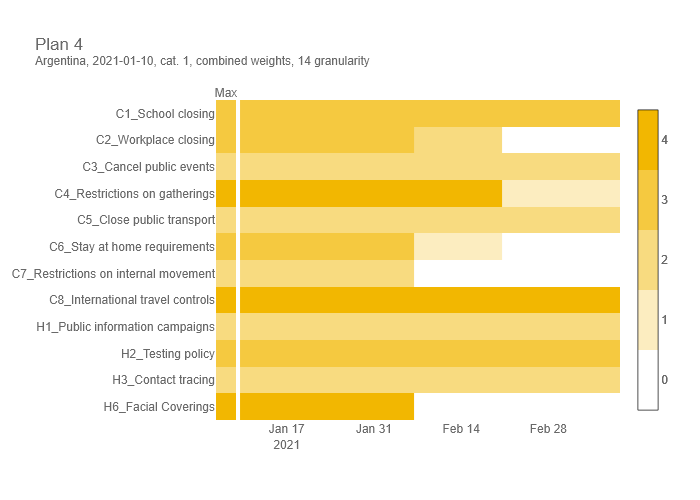 Plan 4
Argentina, 2021-01-10, cat. 1, combined weights, 14 granularity
Max
C1_School closing
C2_Workplace closing
C3_Cancel public events
C4_Restrictions on gatherings
C5_Close public transport
C6_Stay at home requirements
C7_Restrictions on internal movement
C8_International travel controls
H1_Public information campaigns
H2_Testing policy
H3_Contact tracing
H6_Facial Coverings
Jan 17
2021
Jan 31
Feb 14
Feb 28
4
3
2
1
0